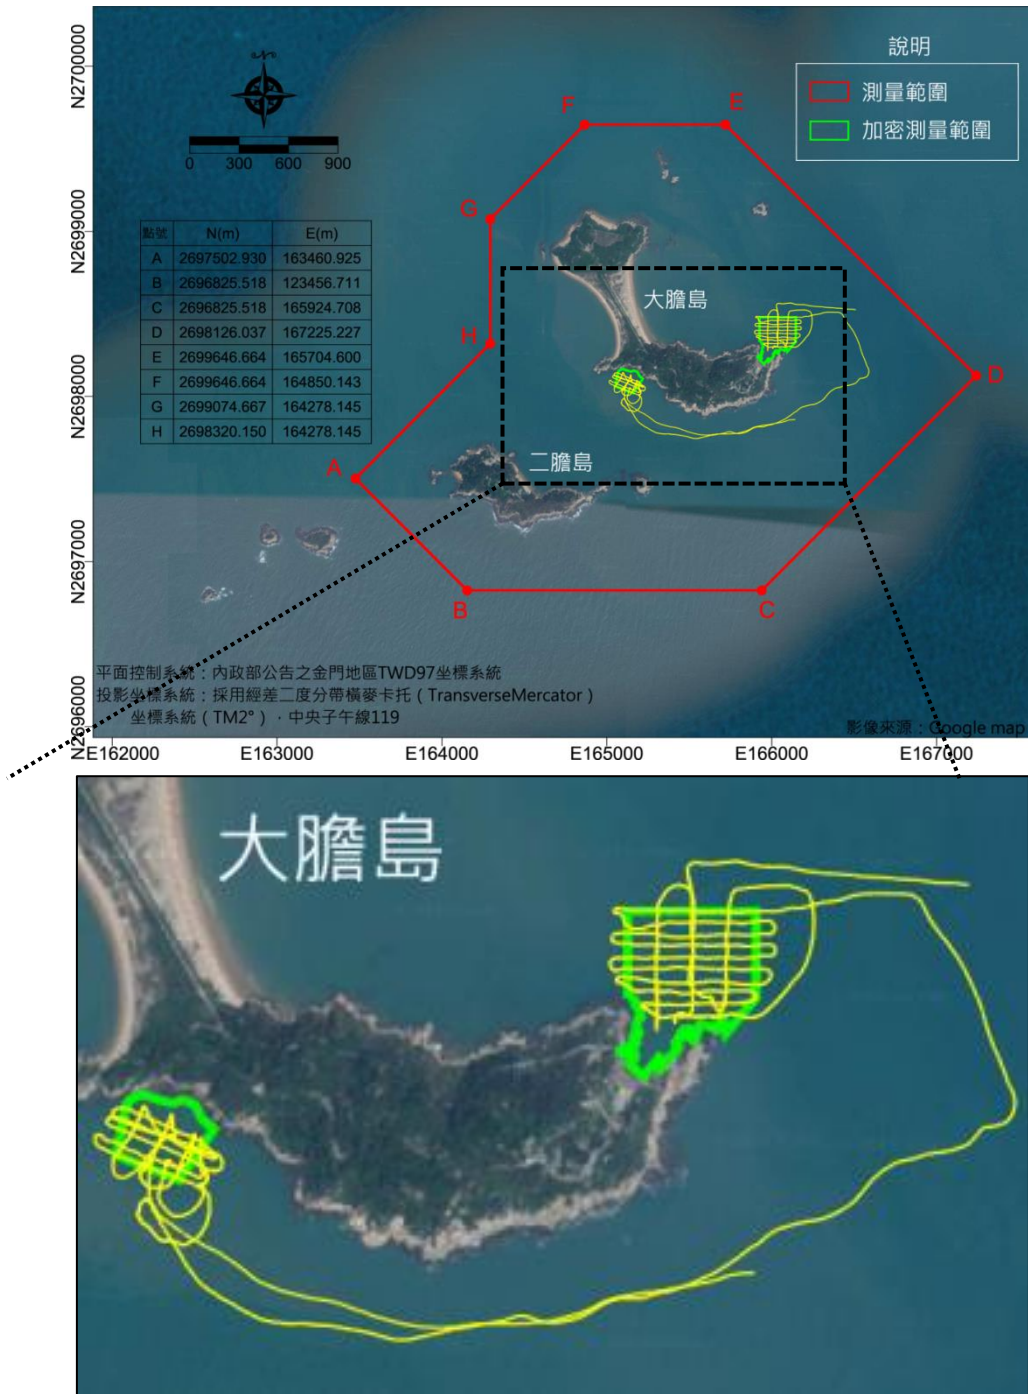 說明
測量範圍
加密測量範圍
N
0 300 600 900
點號 N(m) E(m)
A 2697502.930 163460.925
B 2696825.518 123456.711
C 2696825.518 165924.708
D 2698126.037 167225.227
E 2699646.664 165704.600
F 2699646.664 164850.143
G 2699074.667 164278.145
H 2698320.150 164278.145
F
E
G
H
D
A
B
C
大膽島
二膽島
N2700000
N2699000
N2698000
N2697000
N2696000
平面控制系統：內政部公告之金門地區TWD97坐標系統
投影坐標系統：採用經差二度分帶橫麥卡托（TransverseMercator）
坐標系統（TM2°），中央子午線119
影像來源：Google map
E162000 E163000 E164000 E165000 E166000 E167000
大膽島